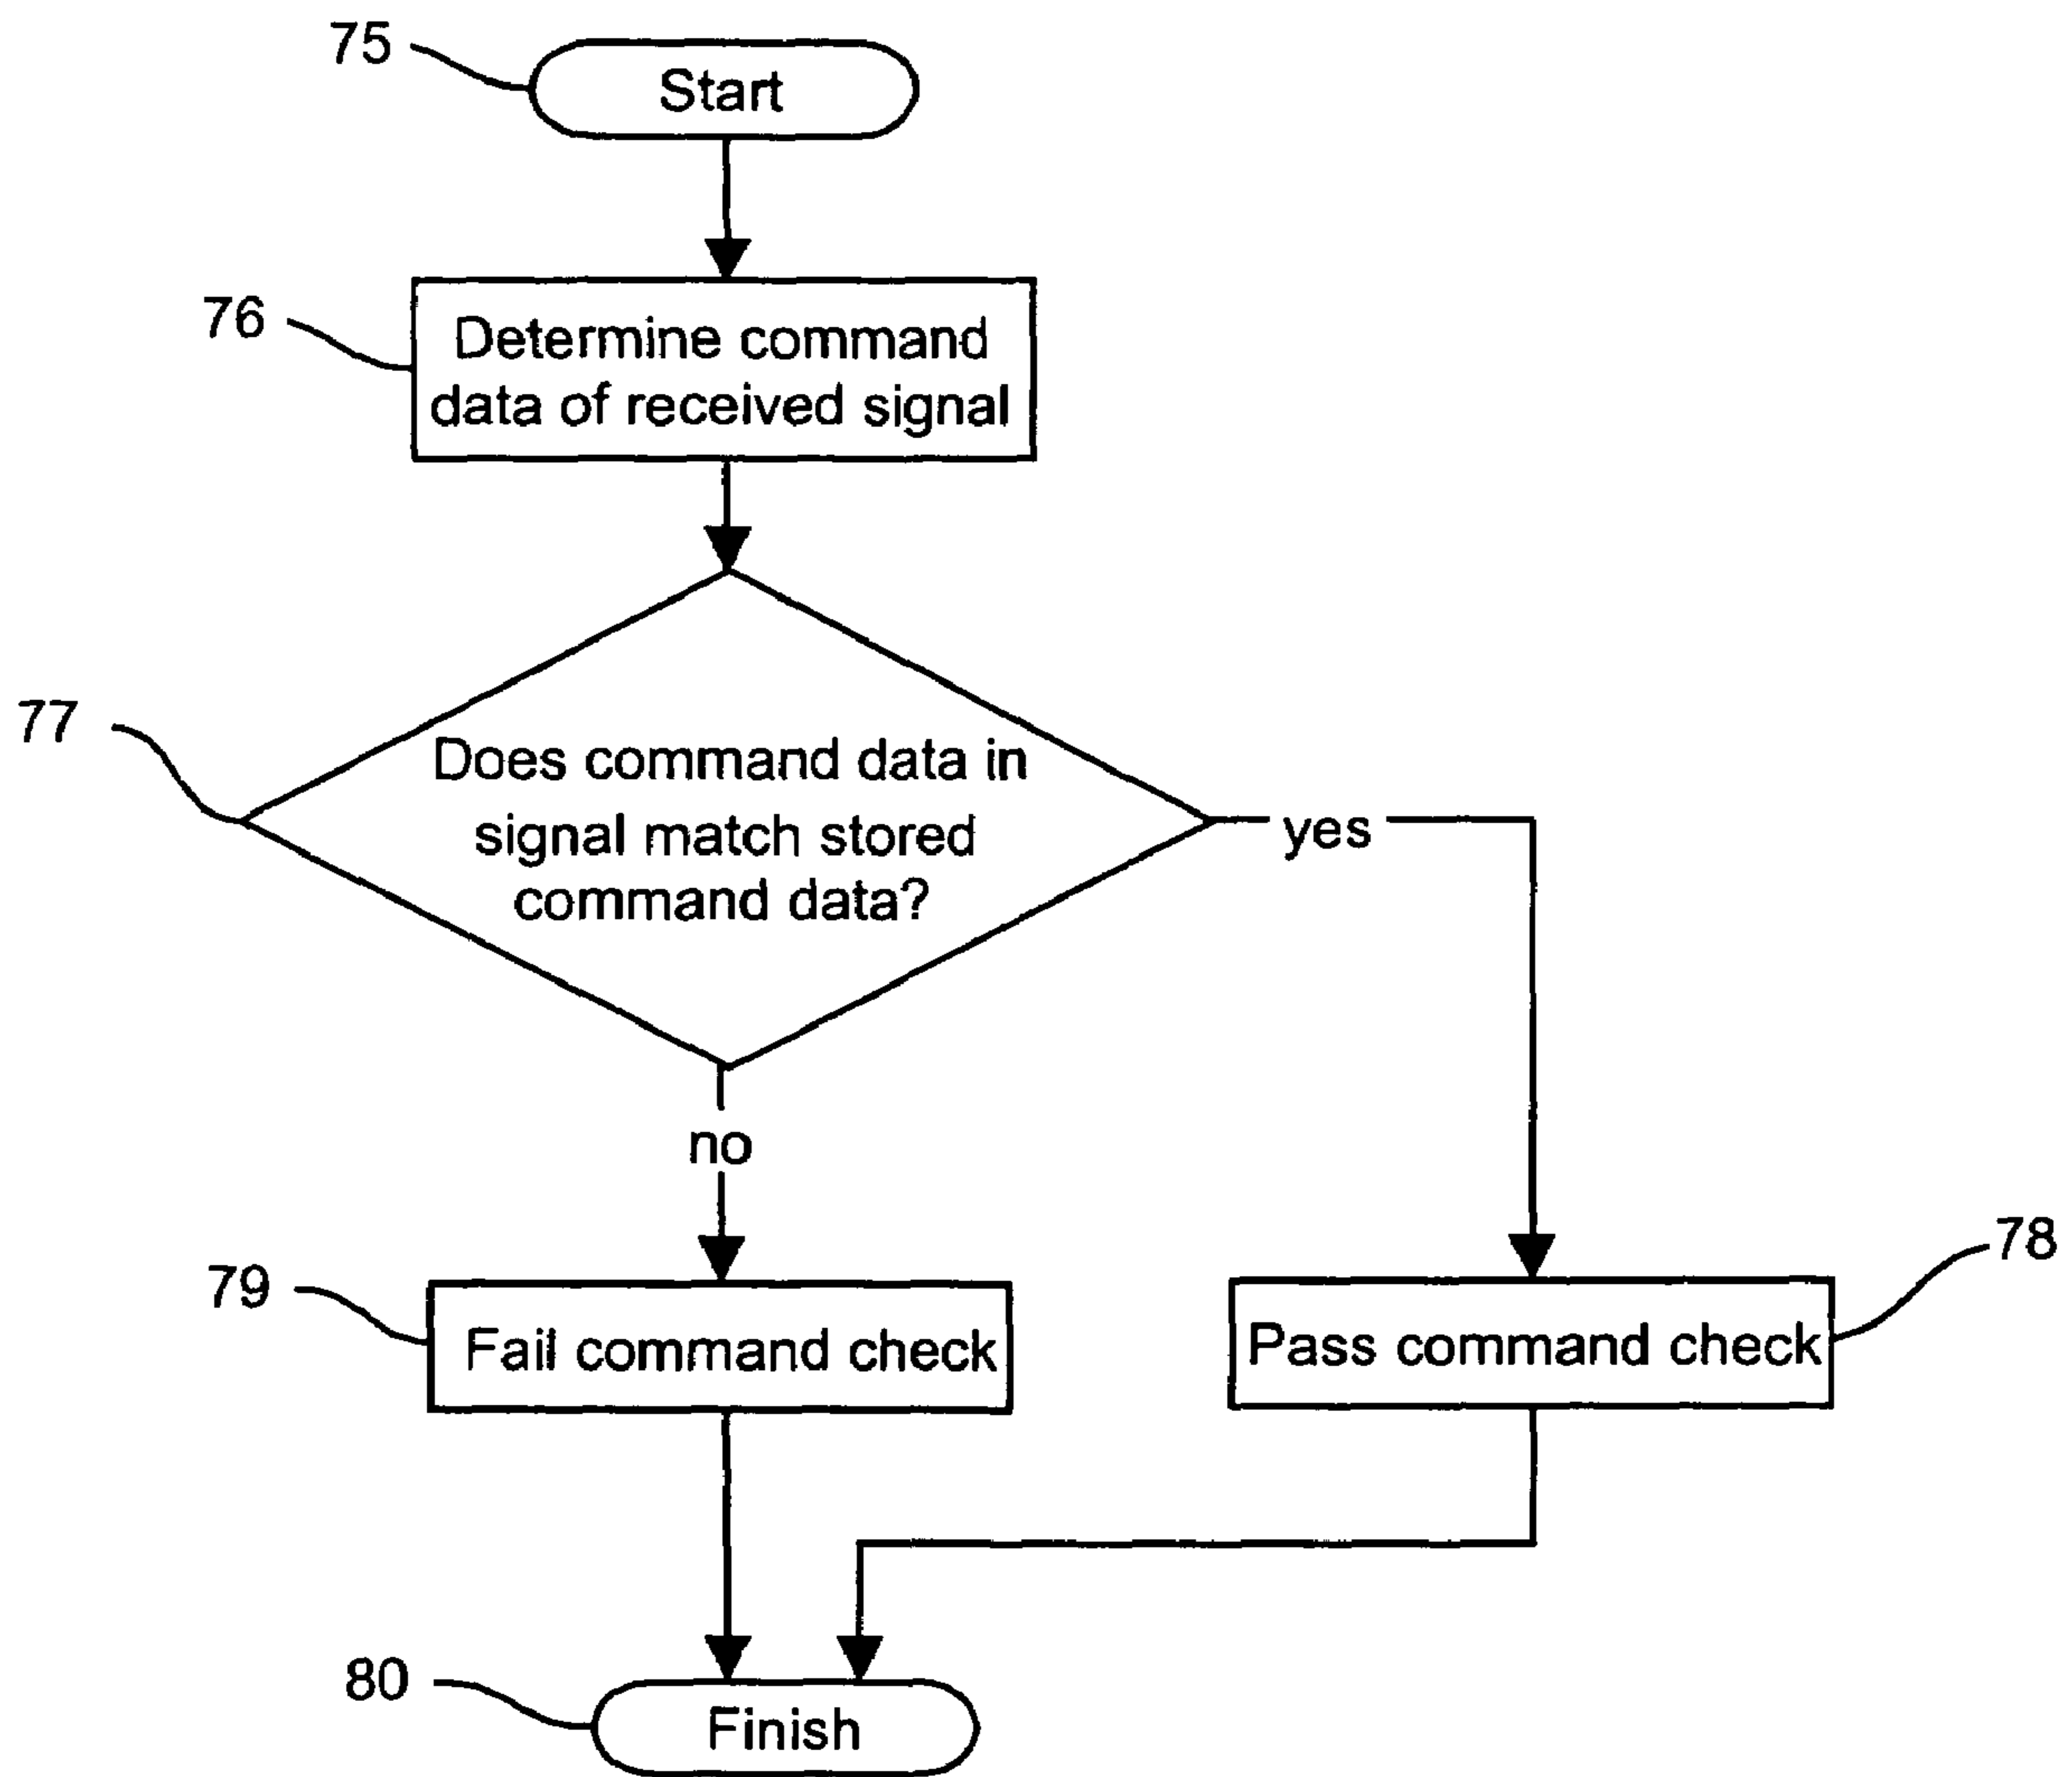 75
Start
76
Determine command
data of received signal
77
Does command data in
signal match stored
command data?
yes
no
79
Fail command check
78
Pass command check
80
Finish